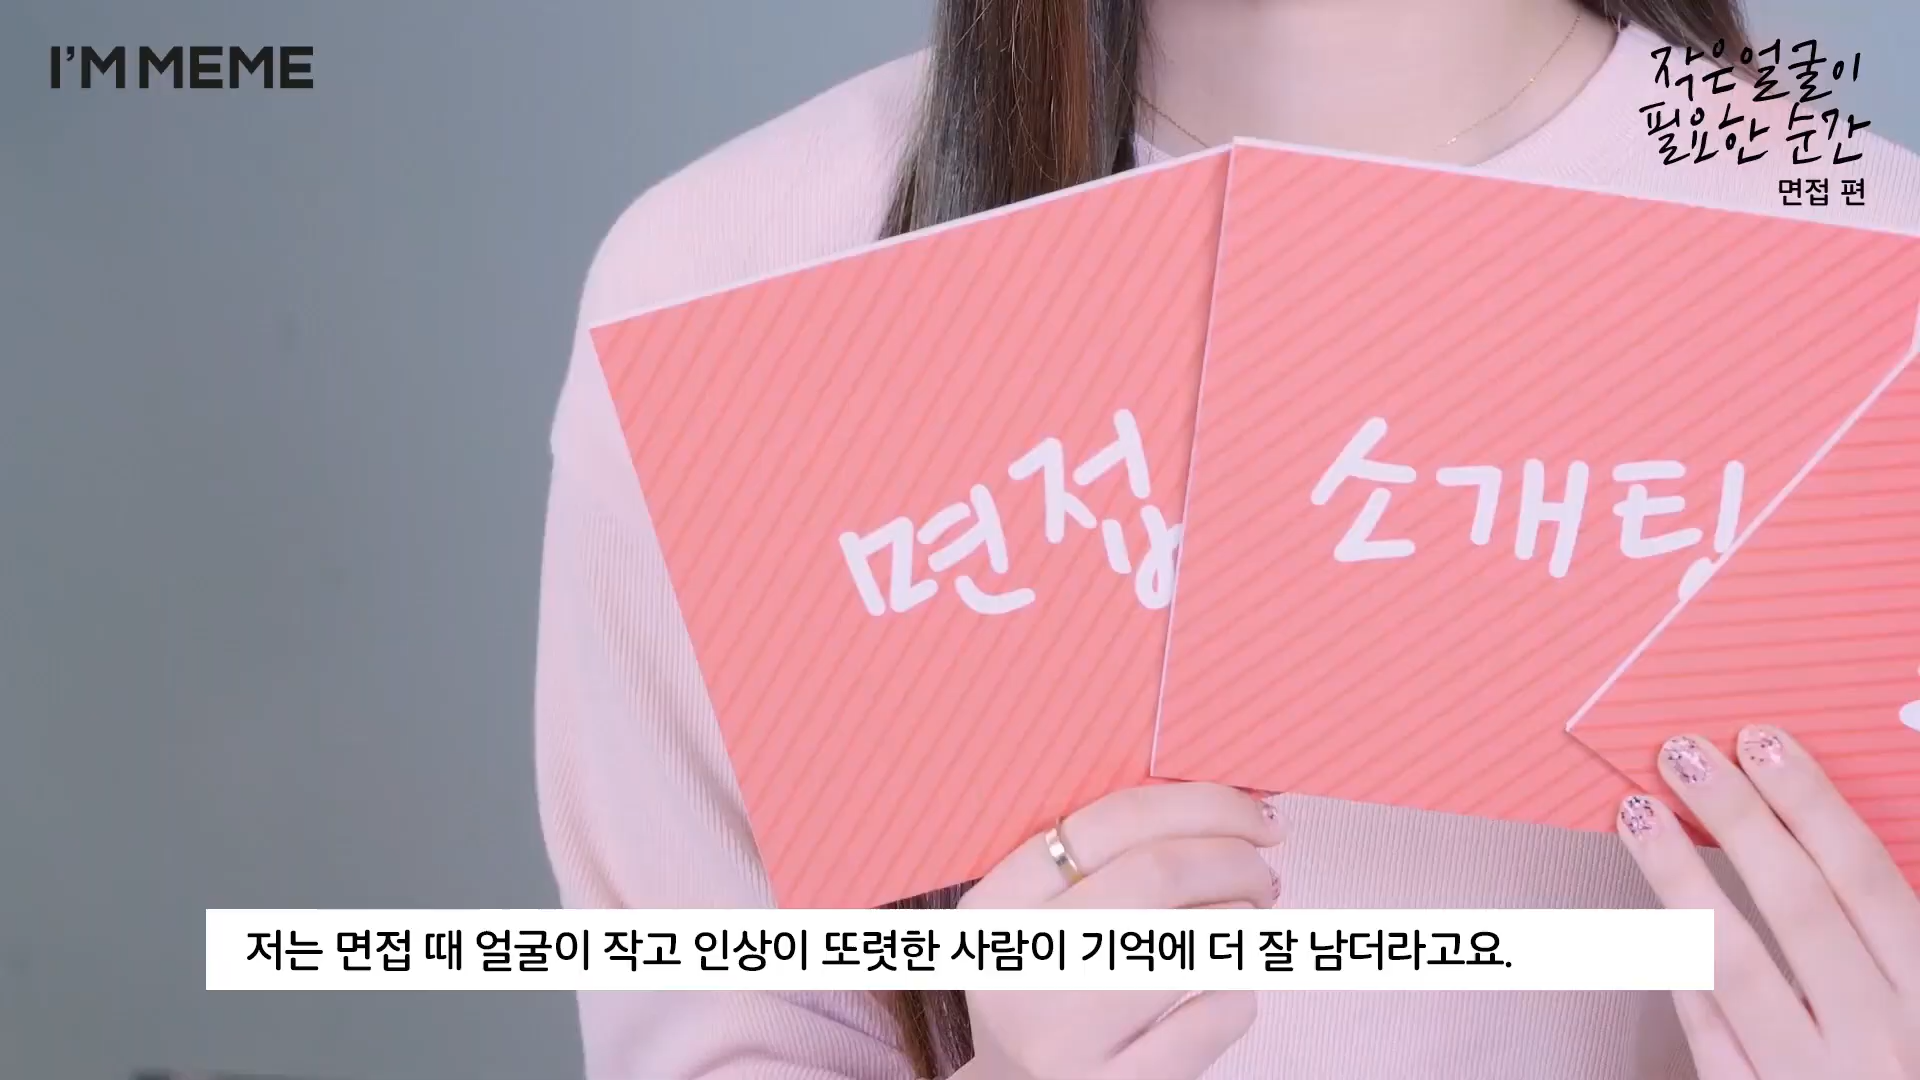 I'M MEME
작은얼굴이
필요한 순간
면접 편
면접
소개팅
저는 면접 때 얼굴이 작고 인상이 또렷한 사람이 기억에 더 잘 남더라고요.